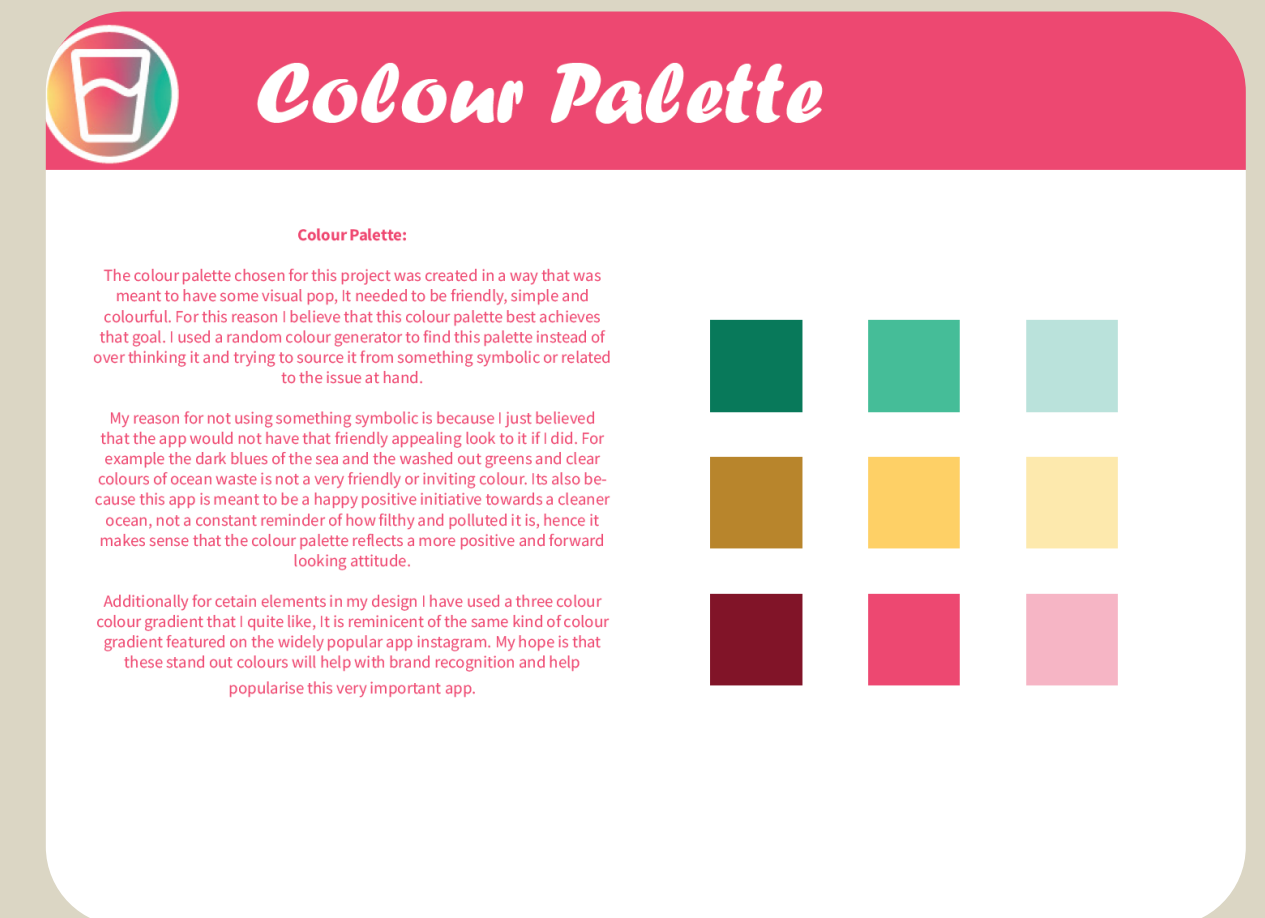 Colour Palette
Colour Palette:
The colour palette chosen for this project was created in a way that was
meant to have some visual pop, It needed to be friendly, simple and
colourful. For this reason I believe that this colour palette best achieves
that goal. I used a random colour generator to find this palette instead of
over thinking it and trying to source it from something symbolic or related
to the issue at hand.
My reason for not using something symbolic is because I just believed
that the app would not have that friendly appealing look to it if I did. For
example the dark blues of the sea and the washed out greens and clear
colours of ocean waste is not a very friendly or inviting colour. Its also be-
cause this app is meant to be a happy positive initiative towards a cleaner
ocean, not a constant reminder of how filthy and polluted it is, hence it
makes sense that the colour palette reflects a more positive and forward
looking attitude.
Additionally for cetain elements in my design I have used a three colour
colour gradient that I quite like, It is reminicent of the same kind of colour
gradient featured on the widely popular app instagram. My hope is that
these stand out colours will help with brand recognition and help
popularise this very important app.